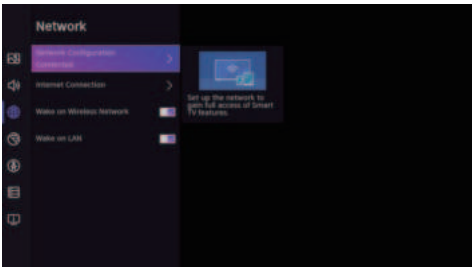 Network
Network Configuration
Connected
Internet Connection
Wake on Wireless Network
Wake on LAN
Set up the network to
gain full access of Smart
TV features.